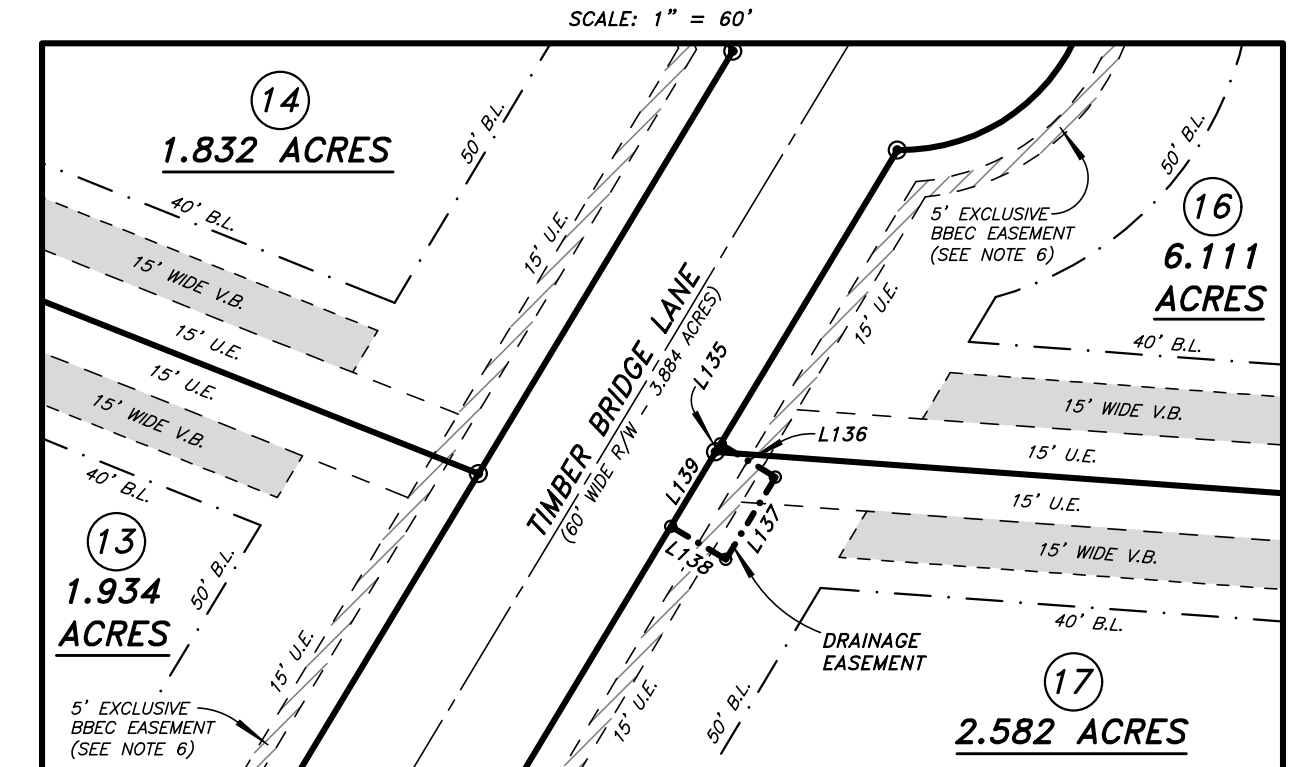 SCALE: 1" = 60'
14
1.832 ACRES
50' B.L.
40' B.L.
15' WIDE V.B.
15' U.E.
15' U.E.
15' U.E.
15' WIDE V.B.
40' B.L.
13
1.934
ACRES
50' B.L.
15' U.E.
5' EXCLUSIVE
BBEC EASEMENT
(SEE NOTE 6)
TIMBER BRIDGE LANE
(60' WIDE R/W - 3.884 ACRES)
L135
L136
L139
L137
L138
50' B.L.
16
6.111
ACRES
5' EXCLUSIVE
BBEC EASEMENT
(SEE NOTE 6)
15' U.E.
40' B.L.
15' WIDE V.B.
15' U.E.
15' U.E.
15' WIDE V.B.
40' B.L.
DRAINAGE
EASEMENT
17
2.582 ACRES
15' U.E.
50' B.L.